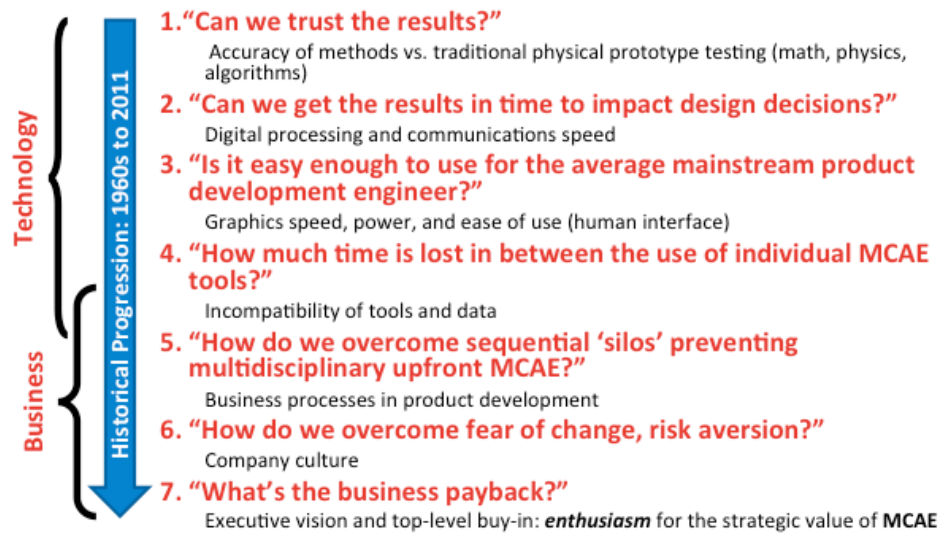 1.“Can we trust the results?”
Accuracy of methods vs. traditional physical prototype testing (math, physics,
algorithms)
2. “Can we get the results in time to impact design decisions?”
Digital processing and communications speed
3. “Is it easy enough to use for the average mainstream product
development engineer?”
Graphics speed, power, and ease of use (human interface)
4. “How much time is lost in between the use of individual MCAE
tools?”
Incompatibility of tools and data
5. “How do we overcome sequential ‘silos’ preventing
multidisciplinary upfront MCAE?”
Business processes in product development
6. “How do we overcome fear of change, risk aversion?”
Company culture
7. “What’s the business payback?”
Executive vision and top-level buy-in: enthusiasm for the strategic value of MCAE
Technology
Business
Historical Progression: 1960s to 2011